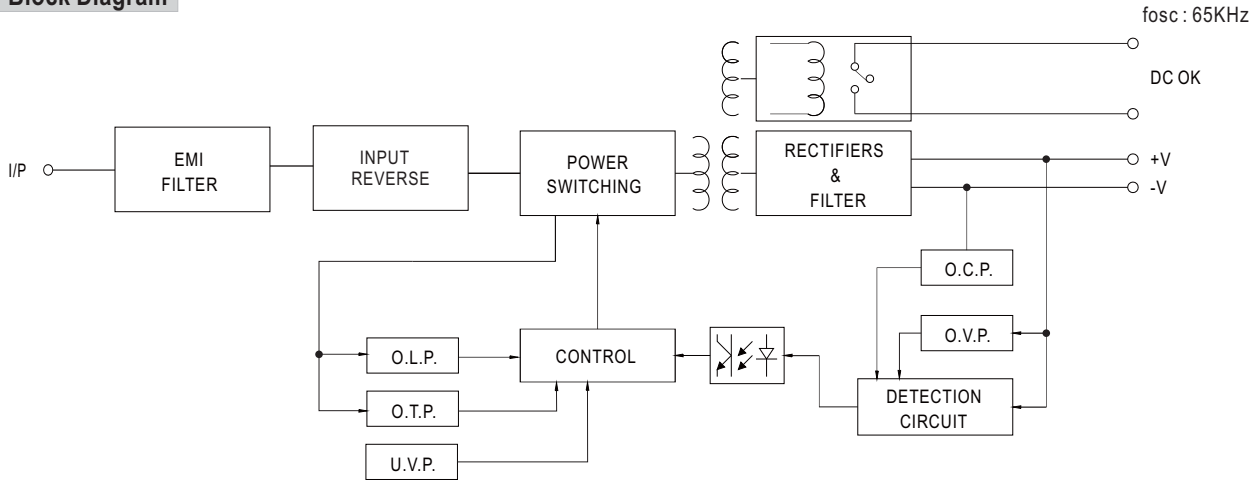 Block Diagram
fosc : 65KHz
DC OK
I/P
EMI
FILTER
INPUT
REVERSE
POWER
SWITCHING
RECTIFIERS
&
FILTER
+V
-V
O.C.P.
O.V.P.
O.L.P.
CONTROL
DETECTION
CIRCUIT
O.T.P.
U.V.P.